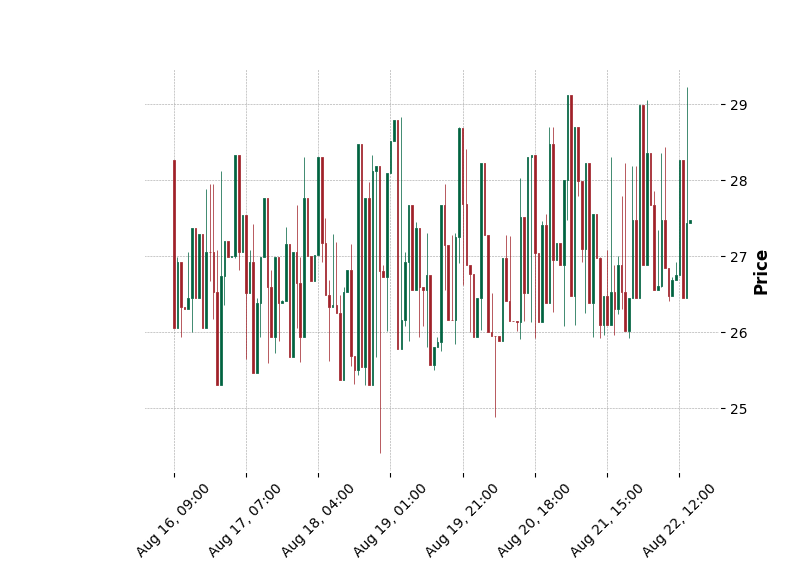 29
28
27
26
25
Price
Aug 16, 09:00
Aug 17, 07:00
Aug 18, 04:00
Aug 19, 01:00
Aug 19, 21:00
Aug 20, 18:00
Aug 21, 15:00
Aug 22, 12:00